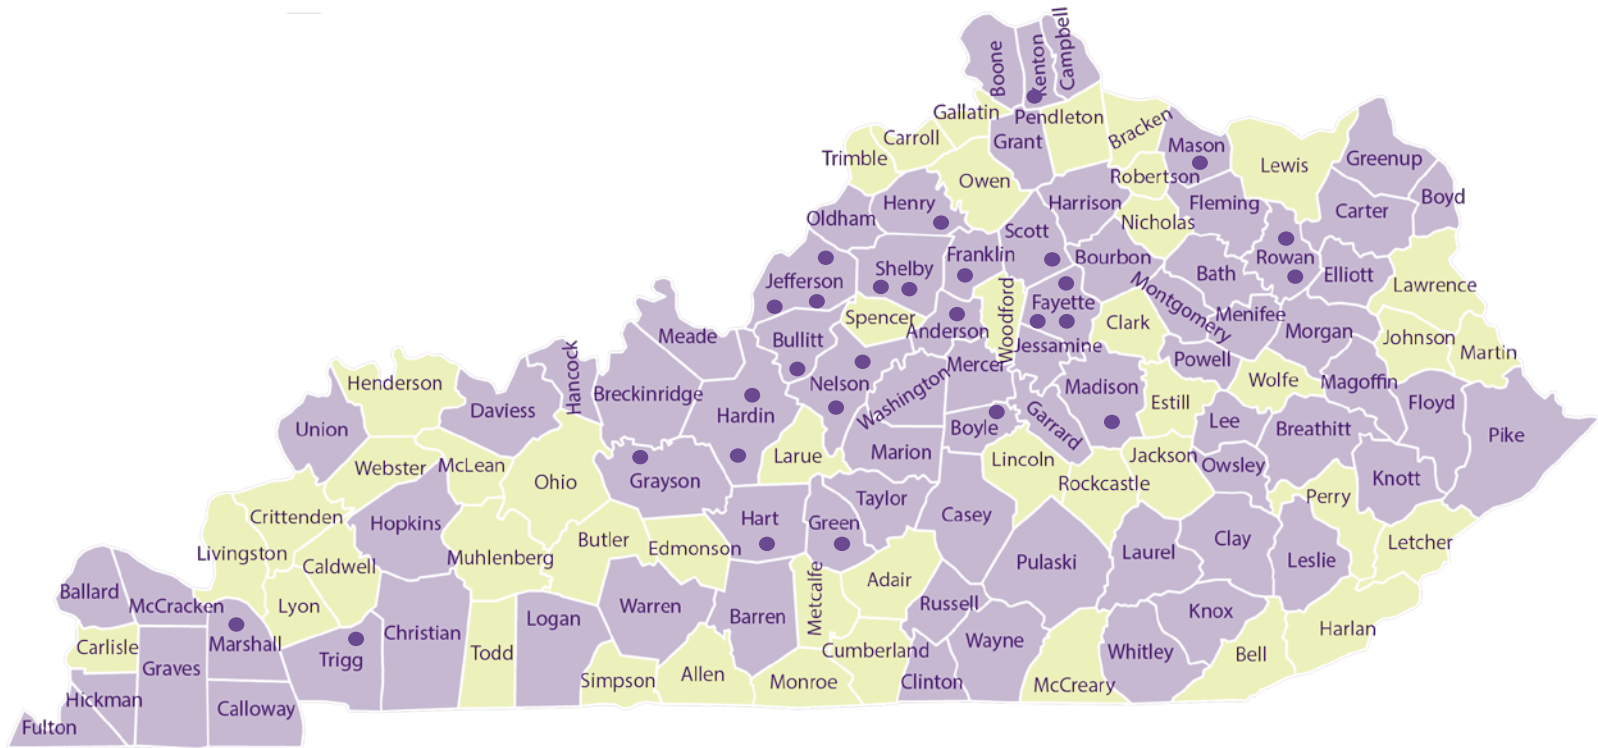 Boone
Kenton
Campbell
Gallatin
Pendleton
Carroll
Grant
Bracken
Trimble
Mason
Lewis
Greenup
Owen
Robertson
Boyd
Henry
Harrison
Fleming
Carter
Oldham
Nicholas
Scott
Franklin
Bourbon
Rowan
Shelby
Bath
Elliott
Jefferson
Lawrence
Montgomery
Fayette
Woodford
Spencer
Menifee
Anderson
Clark
Morgan
Meade
Bullitt
Jessamine
Johnson
Martin
Mercer
Powell
Hancock
Henderson
Nelson
Washington
Madison
Wolfe
Magoffin
Breckinridge
Daviess
Hardin
Estill
Floyd
Union
Boyle
Garrard
Lee
Breathitt
Pike
Marion
Webster
McLean
Larue
Lincoln
Jackson
Owsley
Ohio
Grayson
Rockcastle
Knott
Taylor
Perry
Crittenden
Hopkins
Hart
Green
Casey
Livingston
Butler
Edmonson
Clay
Letcher
Muhlenberg
Laurel
Caldwell
Pulaski
Leslie
Adair
Ballard
McCracken
Lyon
Warren
Metcalfe
Russell
Knox
Barren
Logan
Christian
Harlan
Carlisle
Marshall
Wayne
Trigg
Todd
Cumberland
Whitley
Bell
Graves
Simpson
Allen
Monroe
Clinton
McCreary
Hickman
Calloway
Fulton